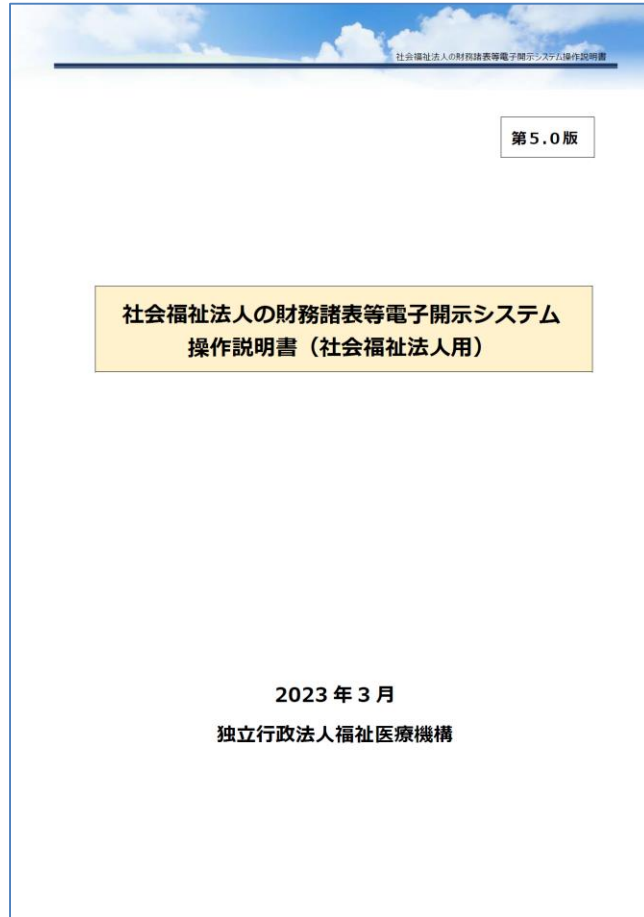 社会福祉法人の財務諸表等電子開示システム操作説明書
第5.0版
社会福祉法人の財務諸表等電子開示システム
操作説明書（社会福祉法人用）
2023年3月
独立行政法人福祉医療機構